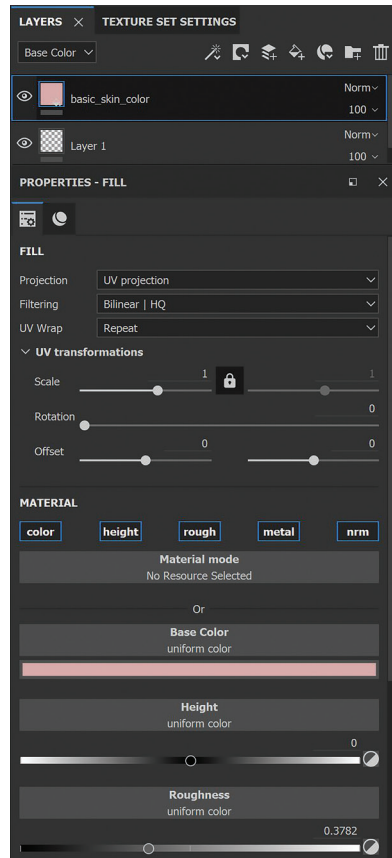 LAYERS × TEXTURE SET SETTINGS
Base Color
basic_skin_color
Norm
100
Layer 1
Norm
100
PROPERTIES - FILL
FILL
Projection UV projection
Filtering Bilinear | HQ
UV Wrap Repeat
UV transformations
Scale 1 1
Rotation 0
Offset 0 0
MATERIAL
color height rough metal nrm
Material mode
No Resource Selected
Or
Base Color
uniform color
Height
uniform color
0
Roughness
uniform color
0.3782